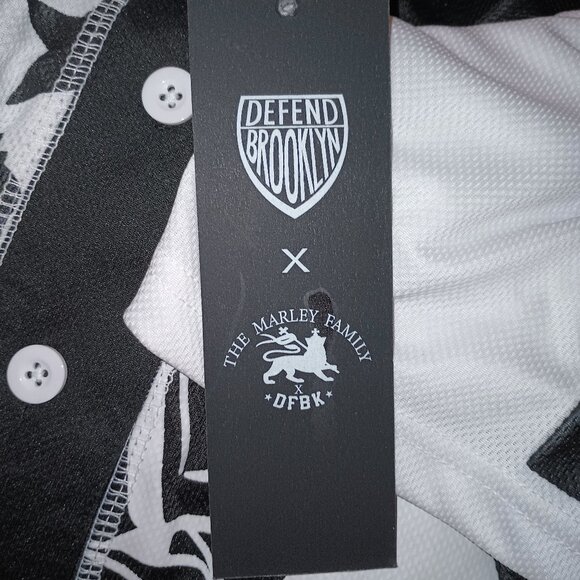 DEFEND
BROOKLYN
X
THE MARLEY FAMILY
X
★DFBK★